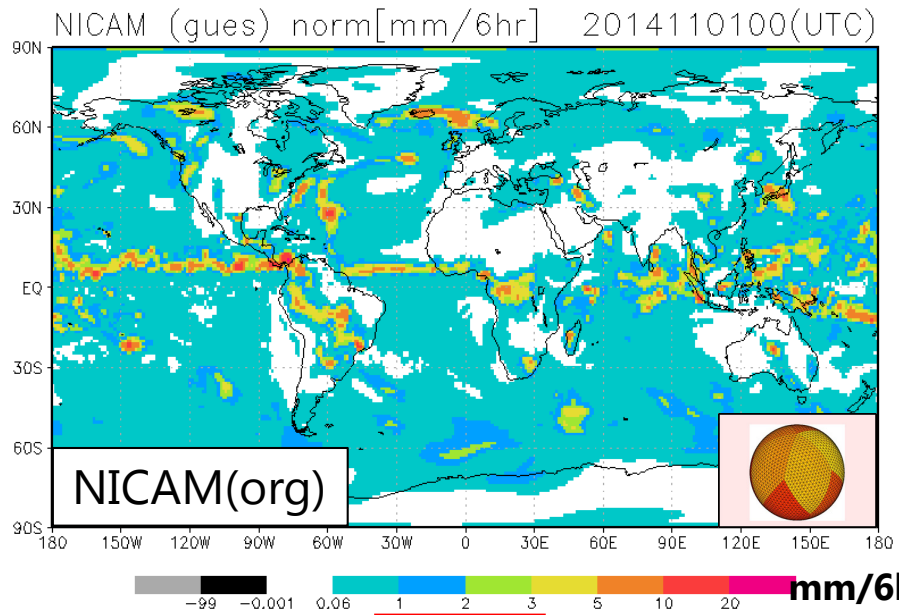 NICAM (gues) norm[mm/6hr] 2014110100(UTC)
90N
60N
30N
EQ
30S
60S
90S
NICAM(org)
180 150W 120W 90W 60W 30W 0 30E 60E 90E 120E 150E 180
-99 -0.001 0.06 1 2 3 5 10 20 mm/6l